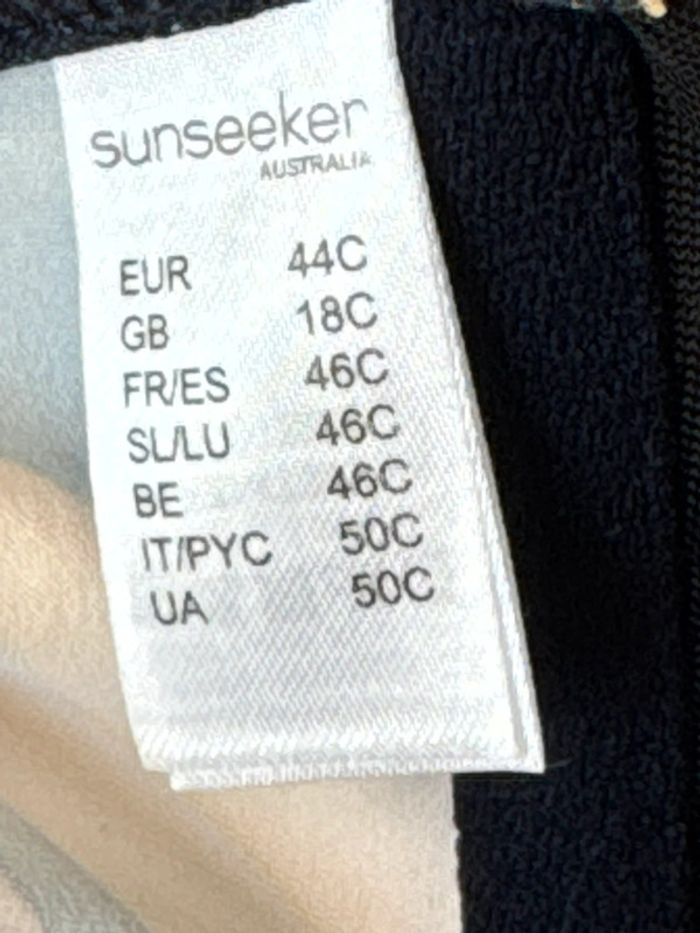 sunseeker
AUSTRALIA
EUR 44C
GB 18C
FR/ES 46C
SL/LU 46C
BE 46C
IT/PYC 50C
UA 50C